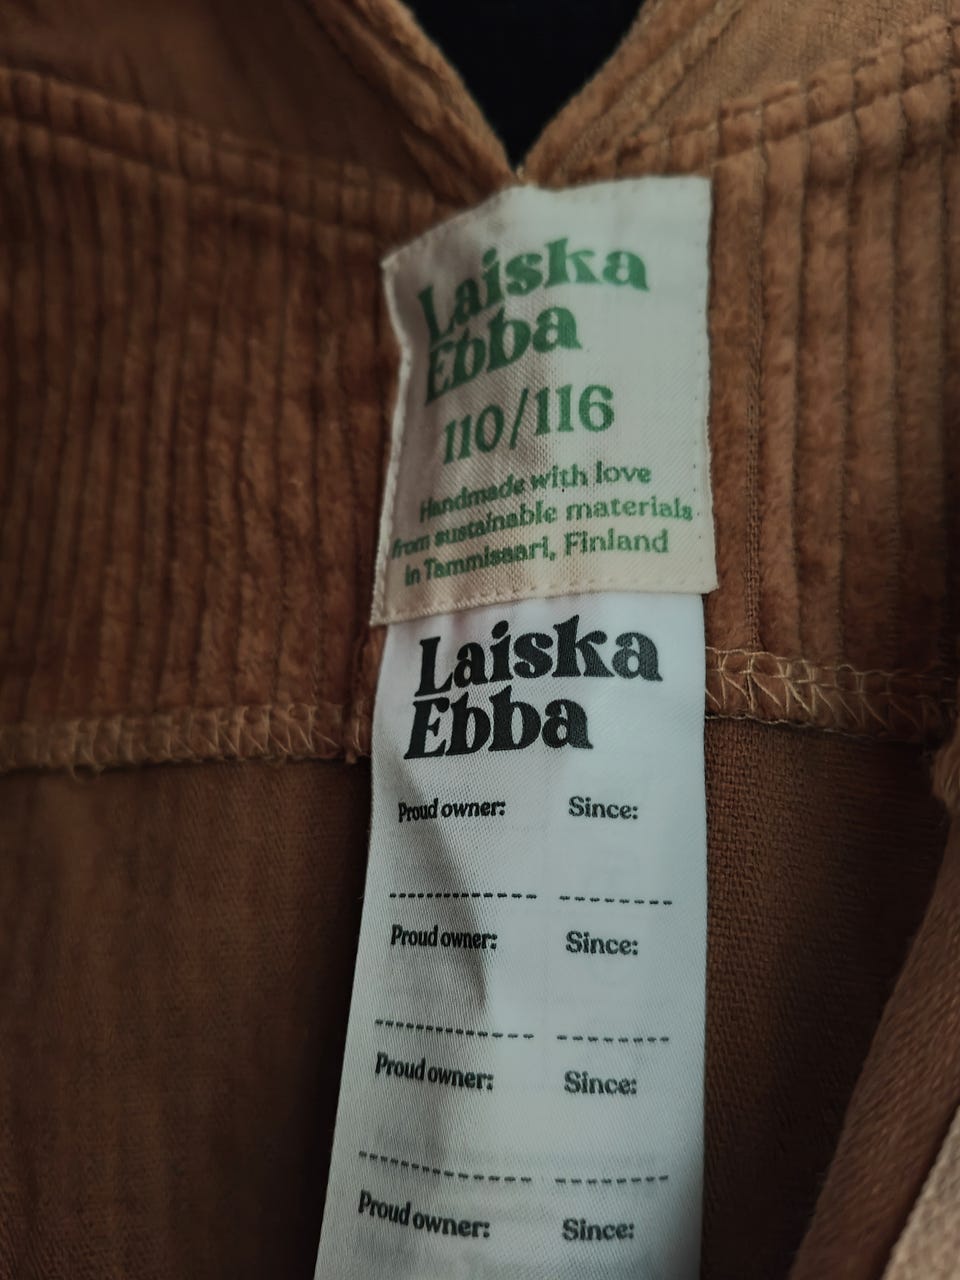 Laiska
Ebba
110/116
Handmade with love
from sustainable materials
in Tammisaari, Finland
Laiska
Ebba
Proud owner: Since:
Proud owner: Since:
Proud owner: Since:
Proud owner: Since: